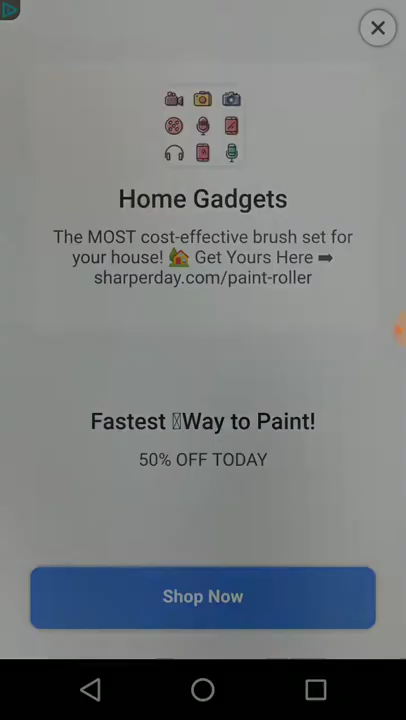 Home Gadgets
The MOST cost-effective brush set for
your house! 🏡 Get Yours Here ➡
sharperday.com/paint-roller
Fastest Way to Paint!
50% OFF TODAY
Shop Now